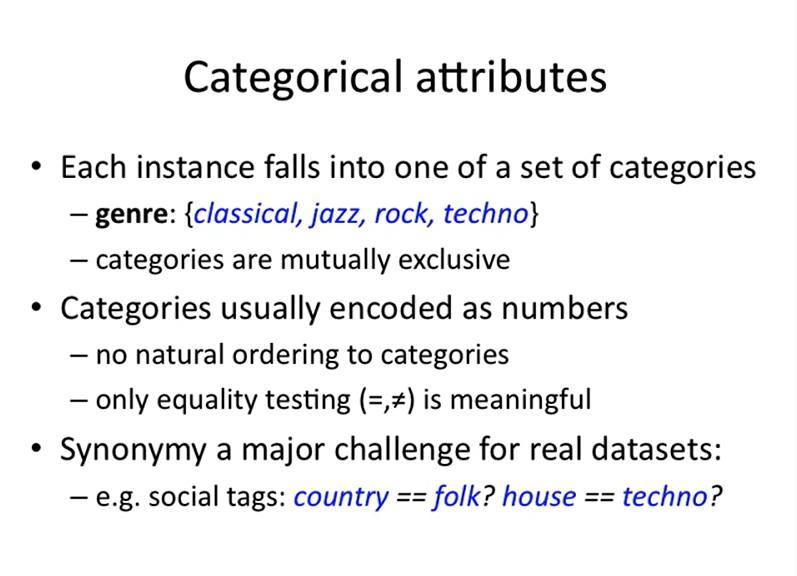 Categorical attributes
• Each instance falls into one of a set of categories
– genre: {classical, jazz, rock, techno}
– categories are mutually exclusive
• Categories usually encoded as numbers
– no natural ordering to categories
– only equality testing (=,≠) is meaningful
• Synonymy a major challenge for real datasets:
– e.g. social tags: country == folk? house == techno?